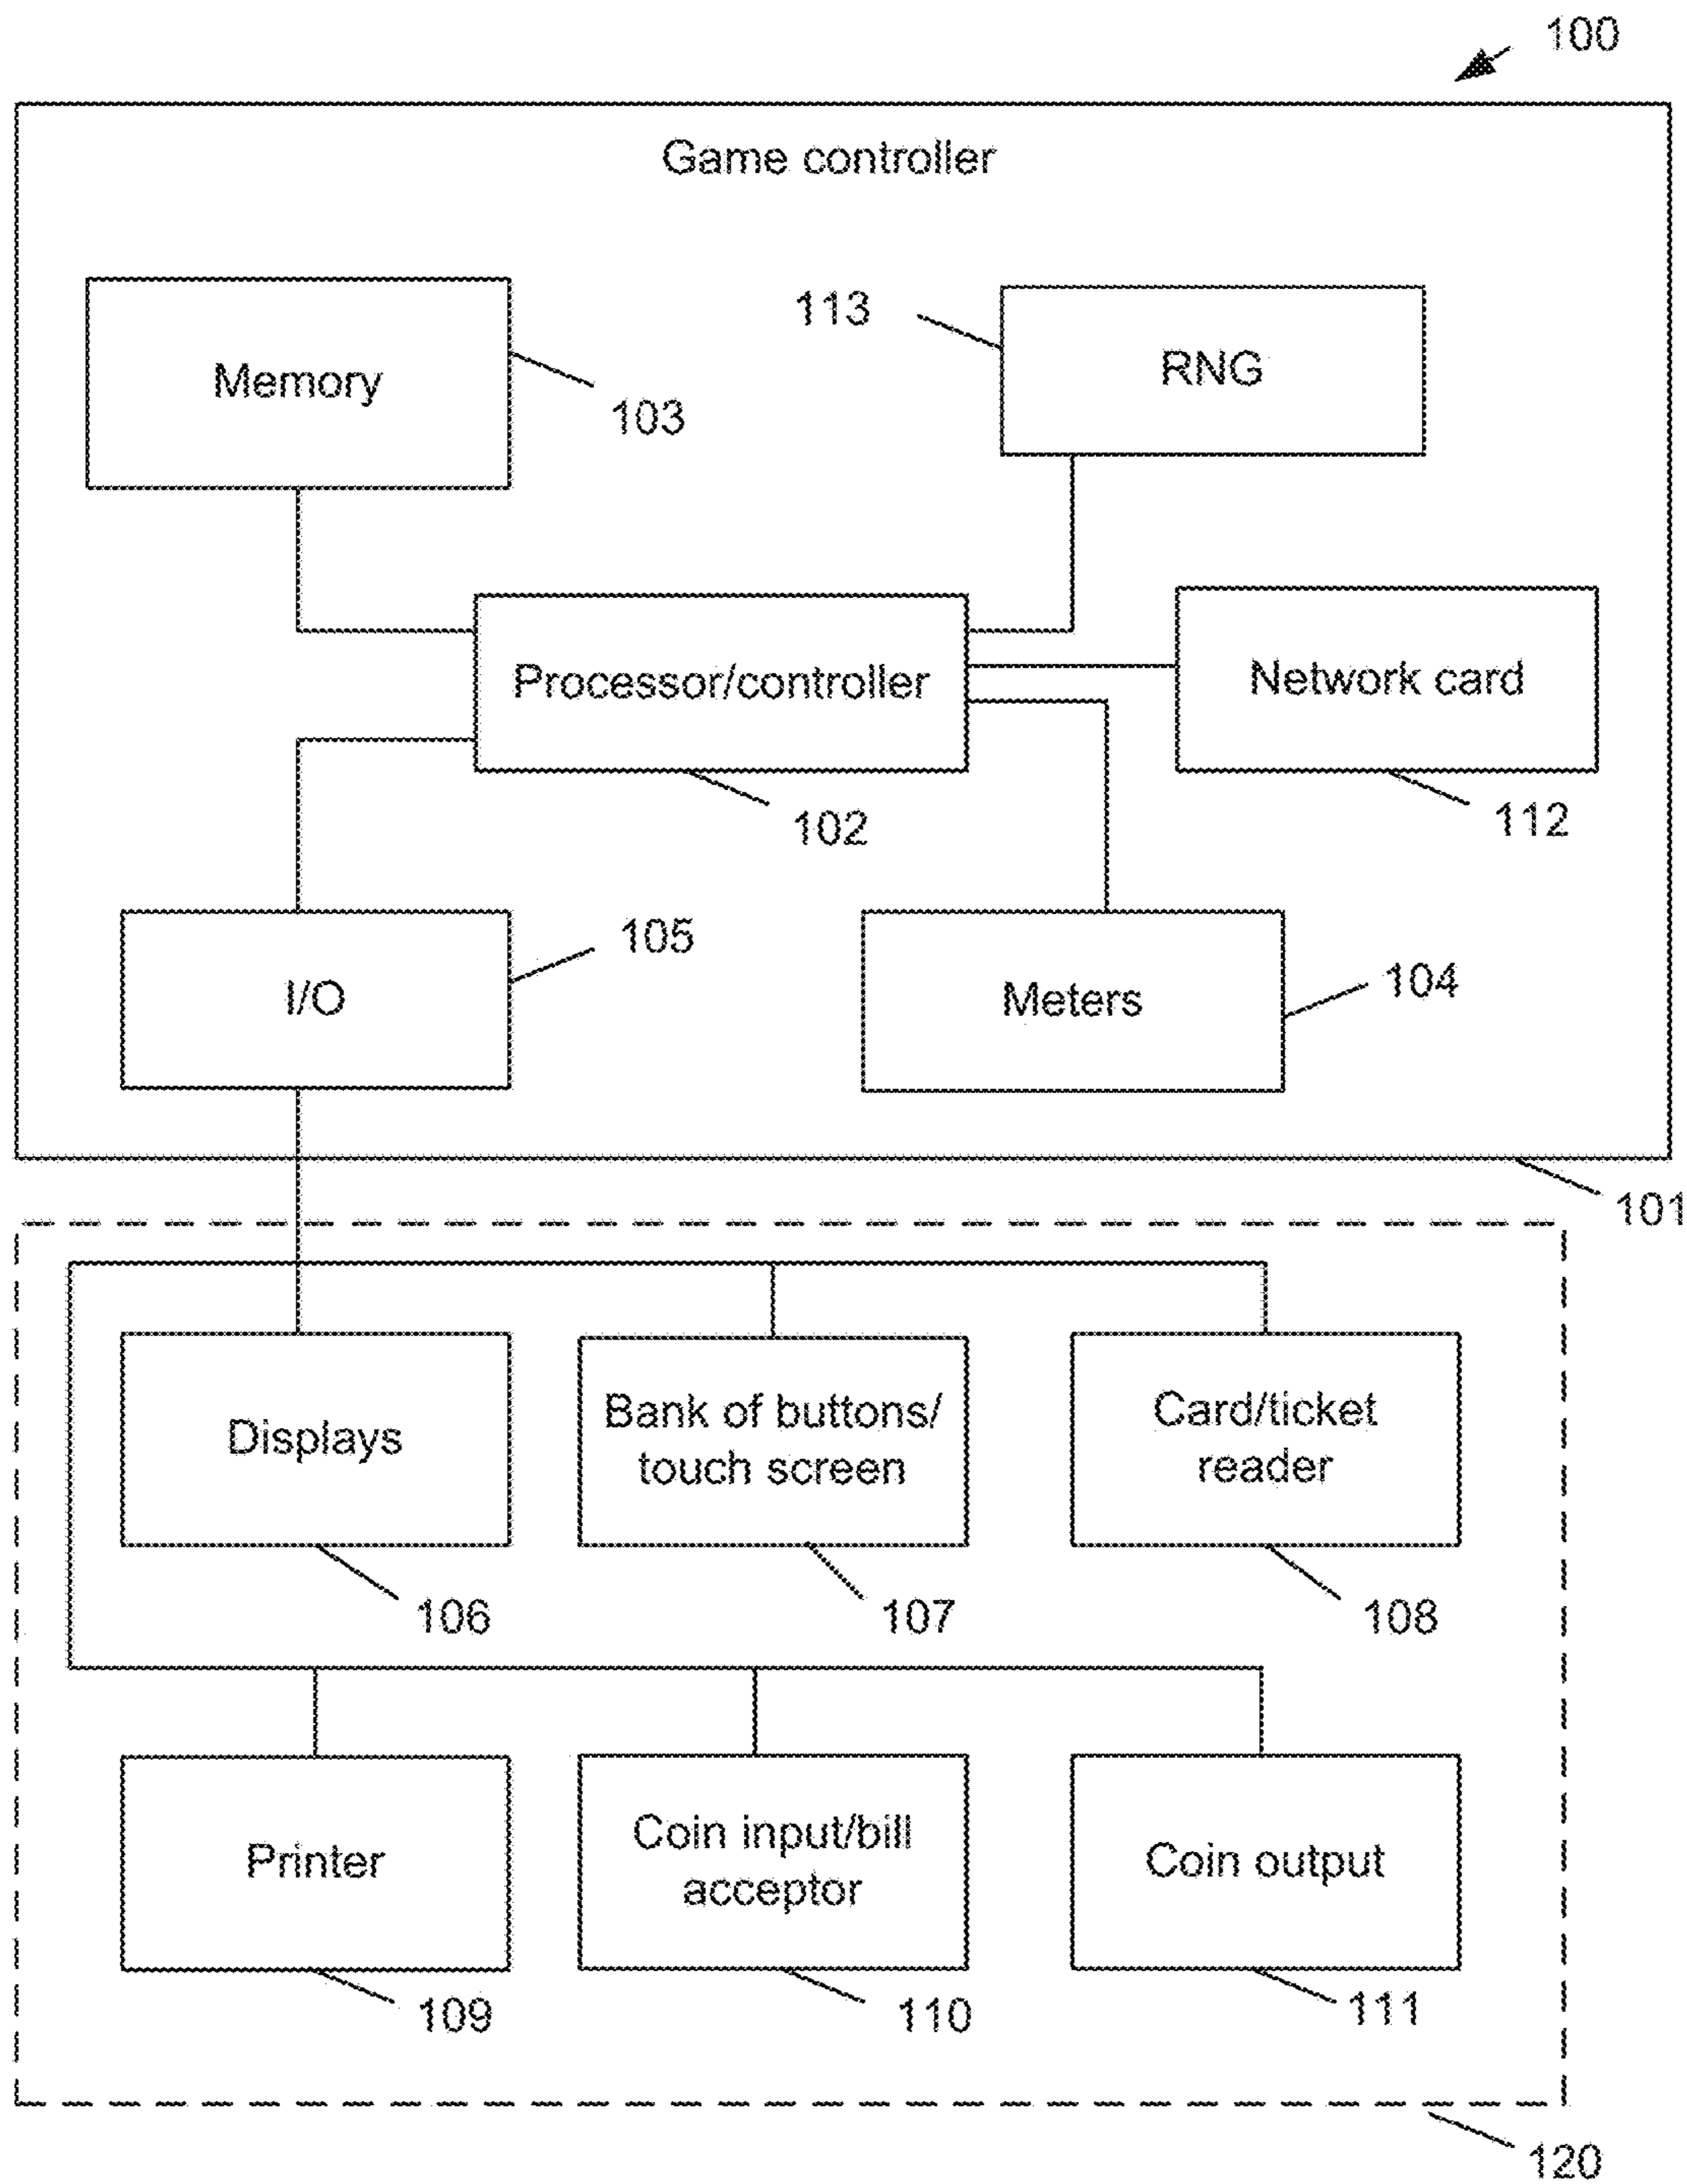 100
Game controller
Memory
103
113
RNG
Processor/controller
102
Network card
112
I/O
105
Meters
104
101
Displays
106
Bank of buttons/
touch screen
107
Card/ticket
reader
108
Printer
109
Coin input/bill
acceptor
110
Coin output
111
120